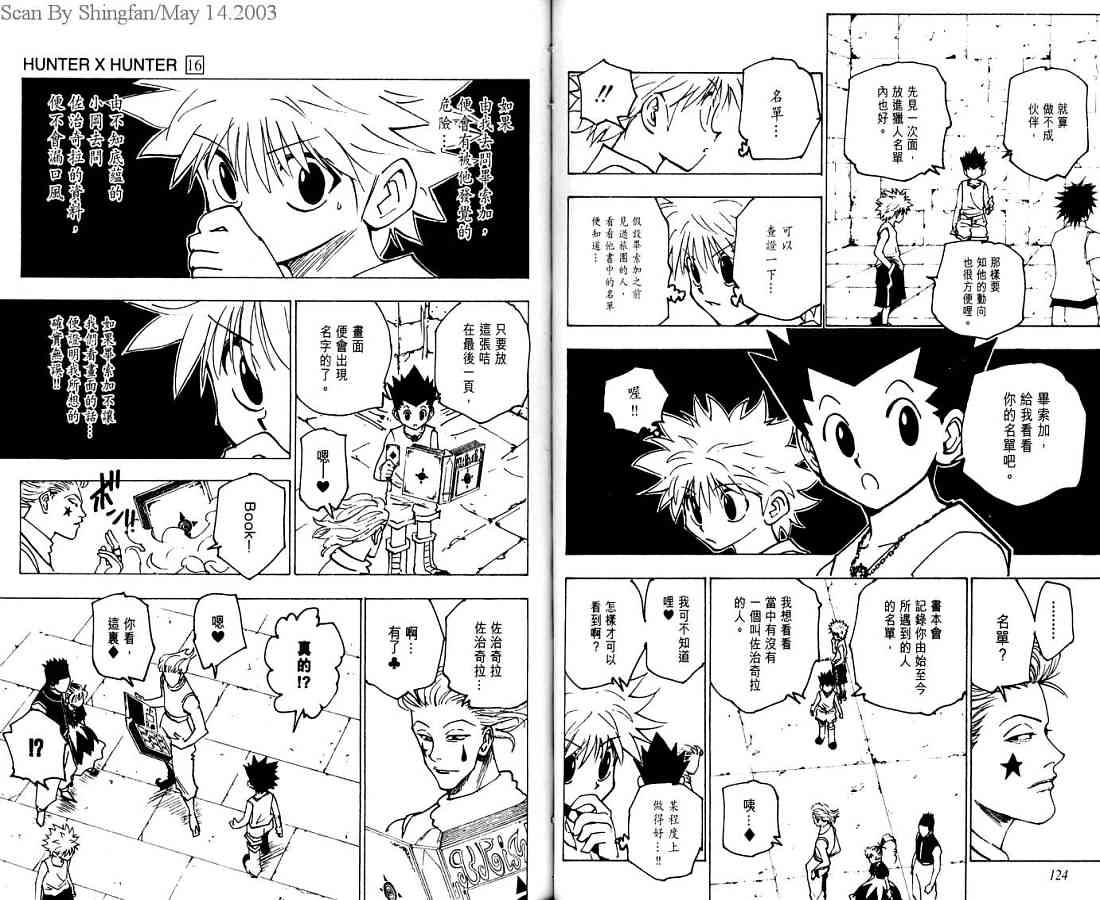 Scan By Shingfan/May 14.2003
HUNTER X HUNTER 16
就算
做不成
伙伴
先見一次面，
放進獵人名單
內也好。
那樣要
知他的動向
也很方便哩。
名單…
!!
可以
查證一下…
假設畢索加之前
見過旅團的人，
看看他書中的名單
便知道…
畢索加，
給我看看
你的名單吧。
喔!!
………
名單？
書本會
記錄你由始至今
所遇到的人
的名單，
我想看看
當中有沒有
一個叫佐治奇拉
的人。
咦…◆
我可不知道
哩♥
怎樣才可以
看到啊？
某程度上
做得好…!!
124
如果
由我去問畢索加，
便會有被他發覺的
危險…
由不知底蘊的
小岡去問
佐治奇拉的資料，
便不會漏口風
只要放
這張咭
在最後一頁，
畫面
便會出現
名字的了。
嗯♥
如果畢索加不讓
我們看畫面的話…
便證明我所想的
確實無誤!!
Book!
佐治奇拉
佐治奇拉…
啊…
有了♣
真的!?
嗯♥
你看，
這裏◆
!?